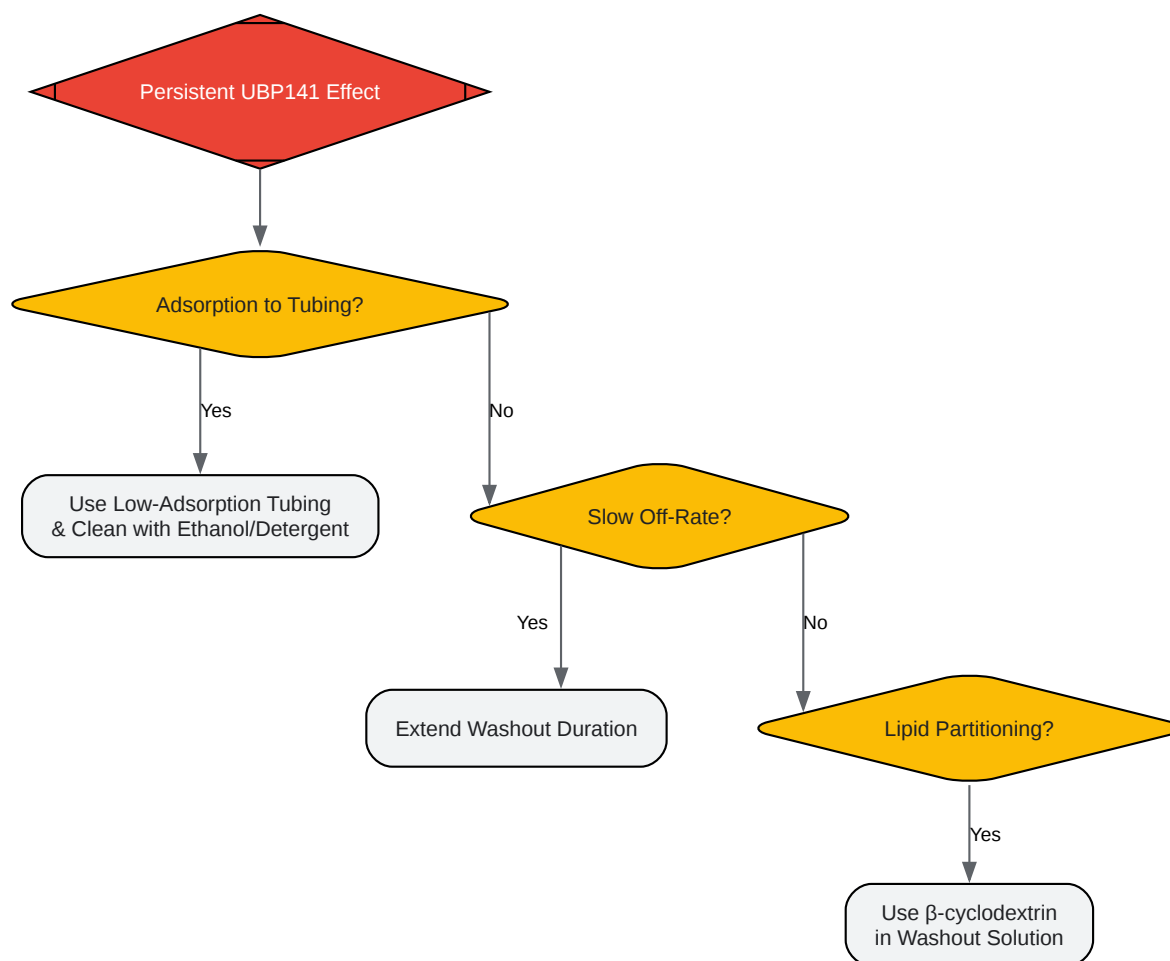 Persistent UBP141 Effect
Adsorption to Tubing?
Yes
No
Use Low-Adsorption Tubing
& Clean with Ethanol/Detergent
Slow Off-Rate?
Yes
No
Extend Washout Duration
Lipid Partitioning?
Yes
Use β-cyclodextrin
in Washout Solution